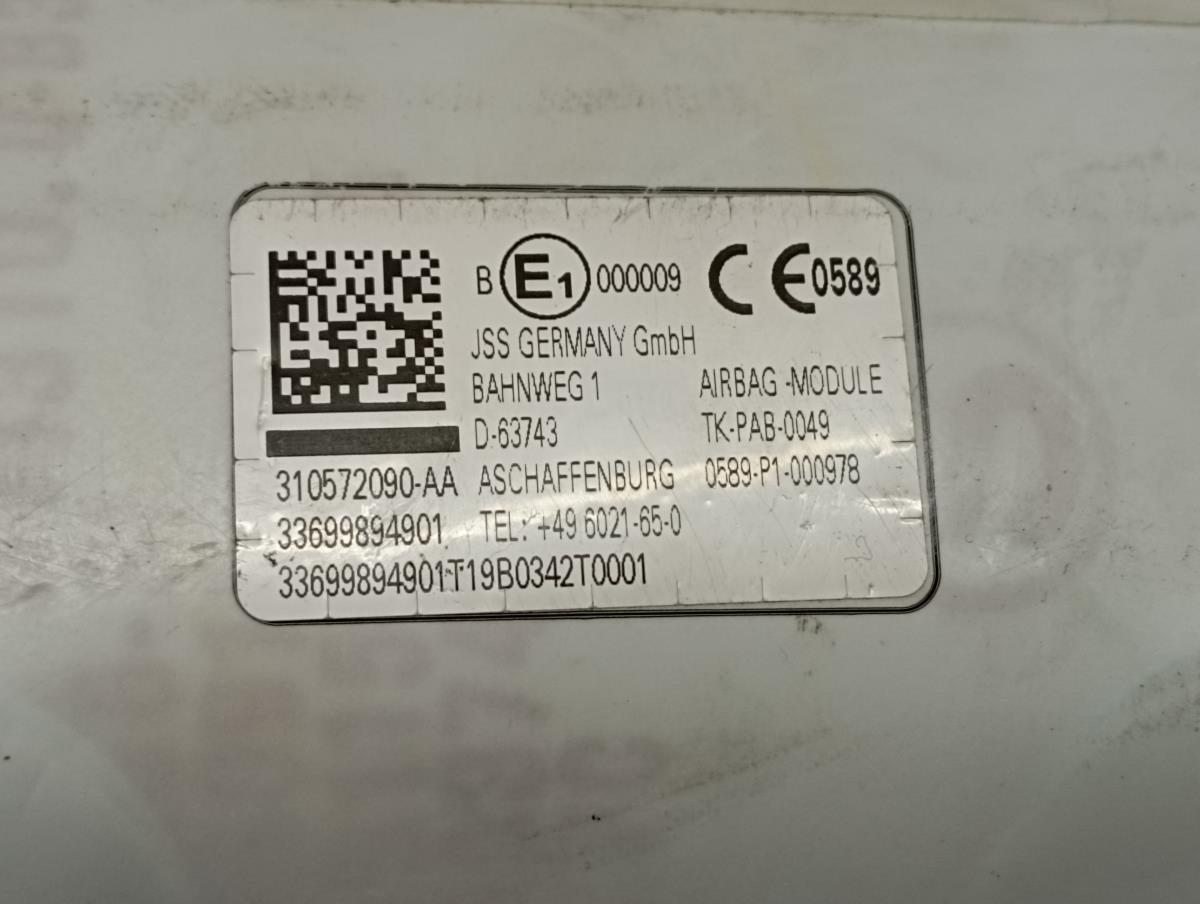 B E1 000009 CE0589
JSS GERMANY GmbH
BAHNWEG 1 AIRBAG -MODULE
D-63743 TK-PAB-0049
310572090-AA ASCHAFFENBURG 0589-P1-000978
33699894901 TEL: +49 6021-65-0
33699894901T19B0342T0001